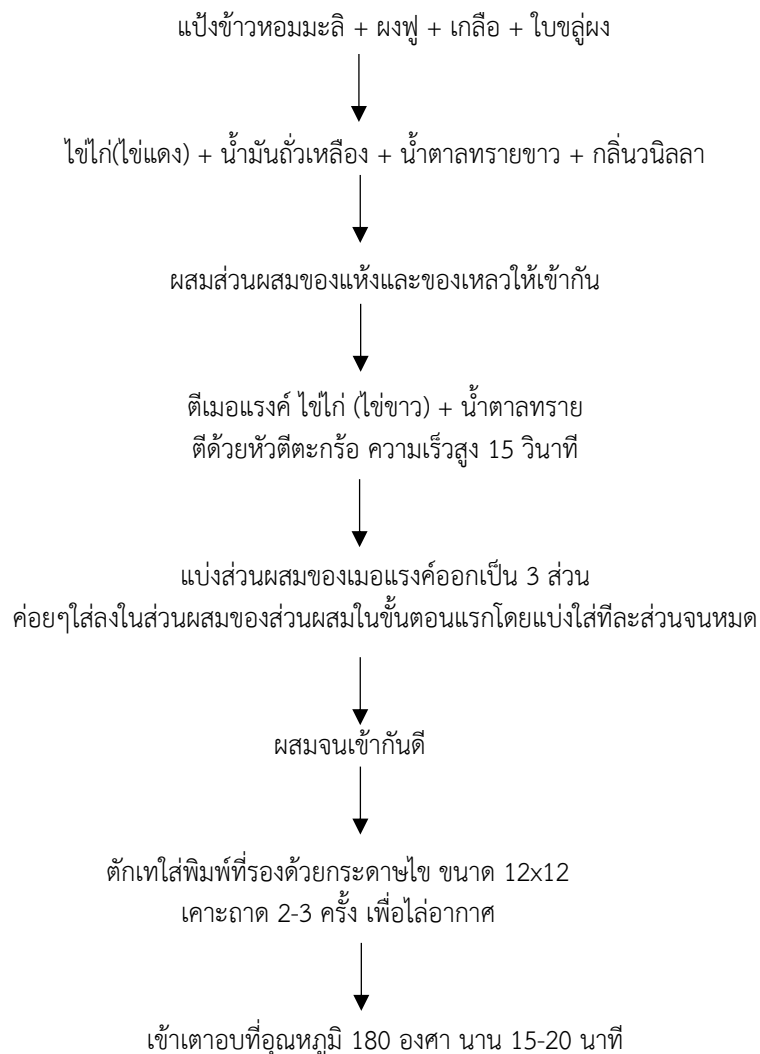 แป้งข้าวหอมมะลิ + ผงฟู + เกลือ + ใบขลู่ผง
ไข่ไก่(ไข่แดง) + น้ำมันถั่วเหลือง + น้ำตาลทรายขาว + กลิ่นวนิลลา
ผสมส่วนผสมของแห้งและของเหลวให้เข้ากัน
ตีเมอแรงค์ ไข่ไก่ (ไข่ขาว) + น้ำตาลทราย
ตีด้วยหัวตีตะกร้อ ความเร็วสูง 15 วินาที
แบ่งส่วนผสมของเมอแรงค์ออกเป็น 3 ส่วน
ค่อยๆใส่ลงในส่วนผสมของส่วนผสมในขั้นตอนแรกโดยแบ่งใส่ทีละส่วนจนหมด
ผสมจนเข้ากันดี
ตักเทใส่พิมพ์ที่รองด้วยกระดาษไข ขนาด 12x12
เคาะถาด 2-3 ครั้ง เพื่อไล่อากาศ
เข้าเตาอบที่อุณหภูมิ 180 องศา นาน 15-20 นาที